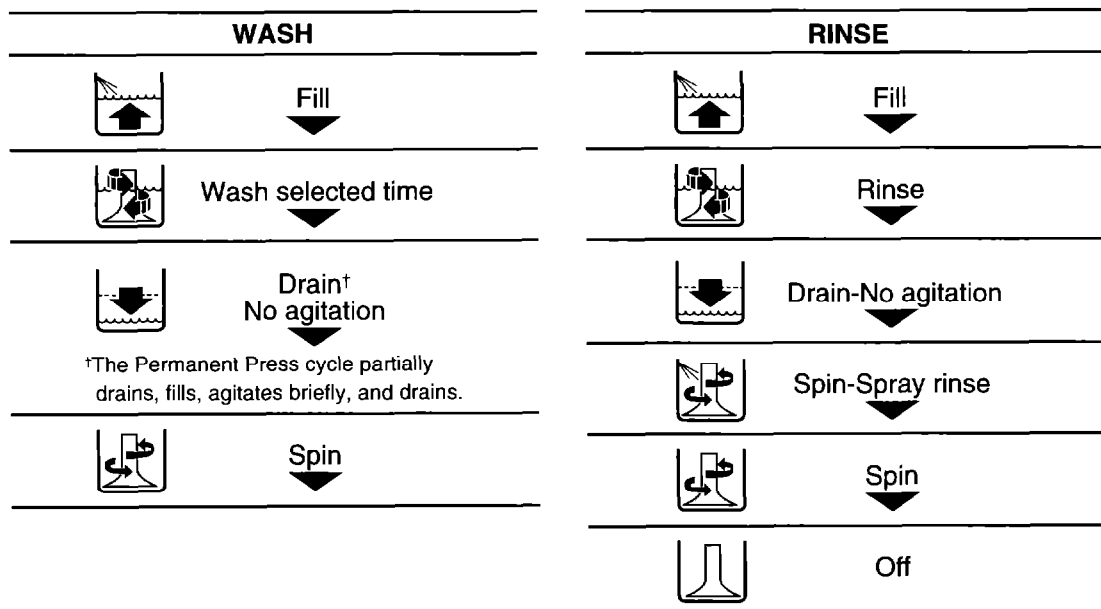 WASH
Fill
Wash selected time
Drain†
No agitation
†The Permanent Press cycle partially
drains, fills, agitates briefly, and drains.
Spin
RINSE
Fill
Rinse
Drain-No agitation
Spin-Spray rinse
Spin
Off